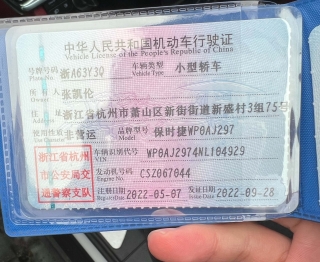 中华人民共和国机动车行驶证
Vehicle License of the People's Republic of China
号牌号码 浙A63Y3Q 车辆类型 小型轿车
Plate No. Vehicle Type
所有人 张凯伦
Owner
住址 浙江省杭州市萧山区新街街道新盛村3组75号
使用性质 非营运 品牌型号 保时捷WP0AJ297
浙江省杭州市公安局交通警察支队
车辆识别代号 WP0AJ2974NL104929
VIN
发动机号码 CSZ067044
Engine No.
注册日期 2022-05-07 发证日期 2022-09-28
Register Date Issue Date